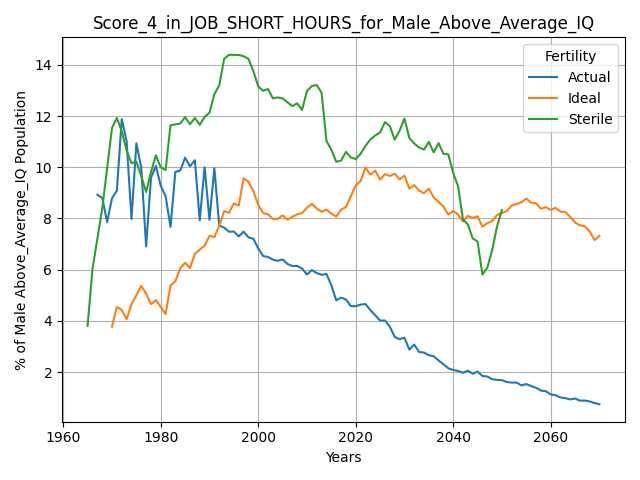 Score_4_in_JOB_SHORT_HOURS_for_Male_Above_Average_IQ
% of Male Above_Average_IQ Population
14
12
10
8
6
4
2
Fertility
Actual
Ideal
Sterile
1960
1980
2000
2020
2040
2060
Years